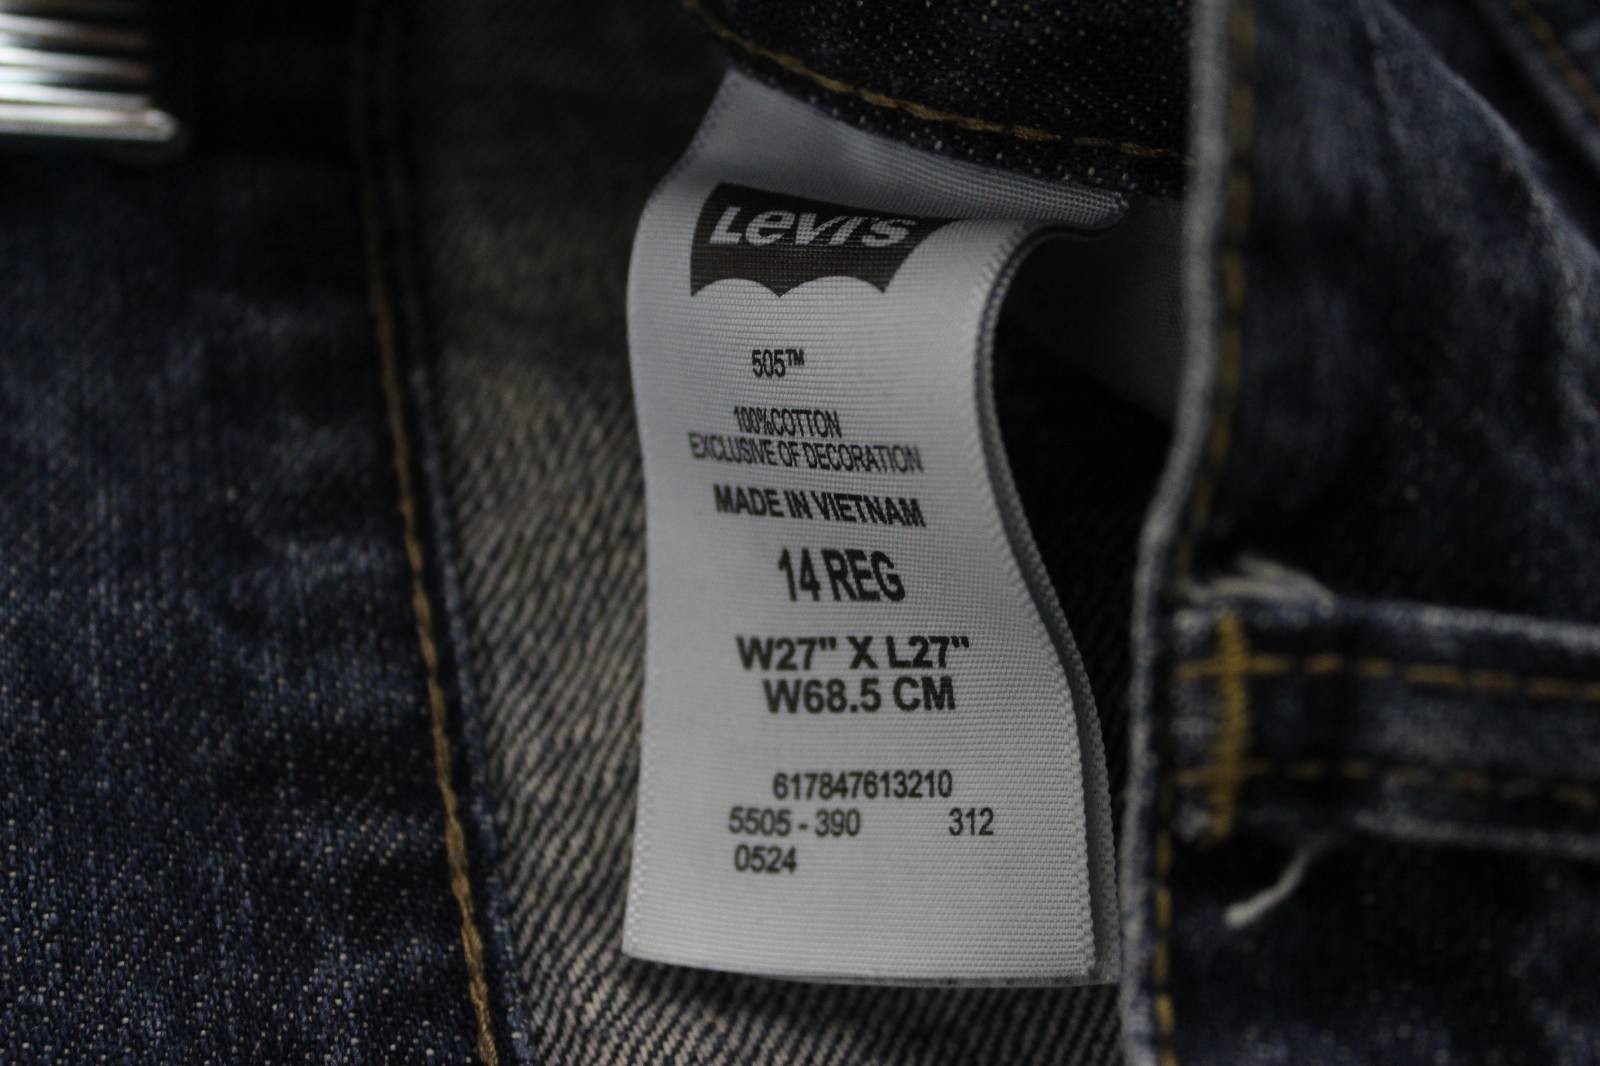 Levi's
505™
100%COTTON
EXCLUSIVE OF DECORATION
MADE IN VIETNAM
14 REG
W27" X L27"
W68.5 CM
617847613210
5505 - 390 312
0524